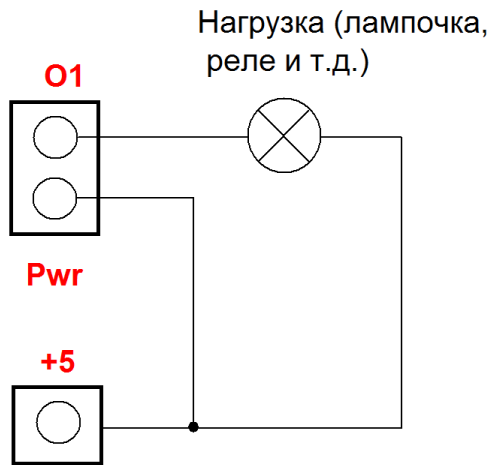 Нагрузка (лампочка,
реле и т.д.)
O1
Pwr
+5